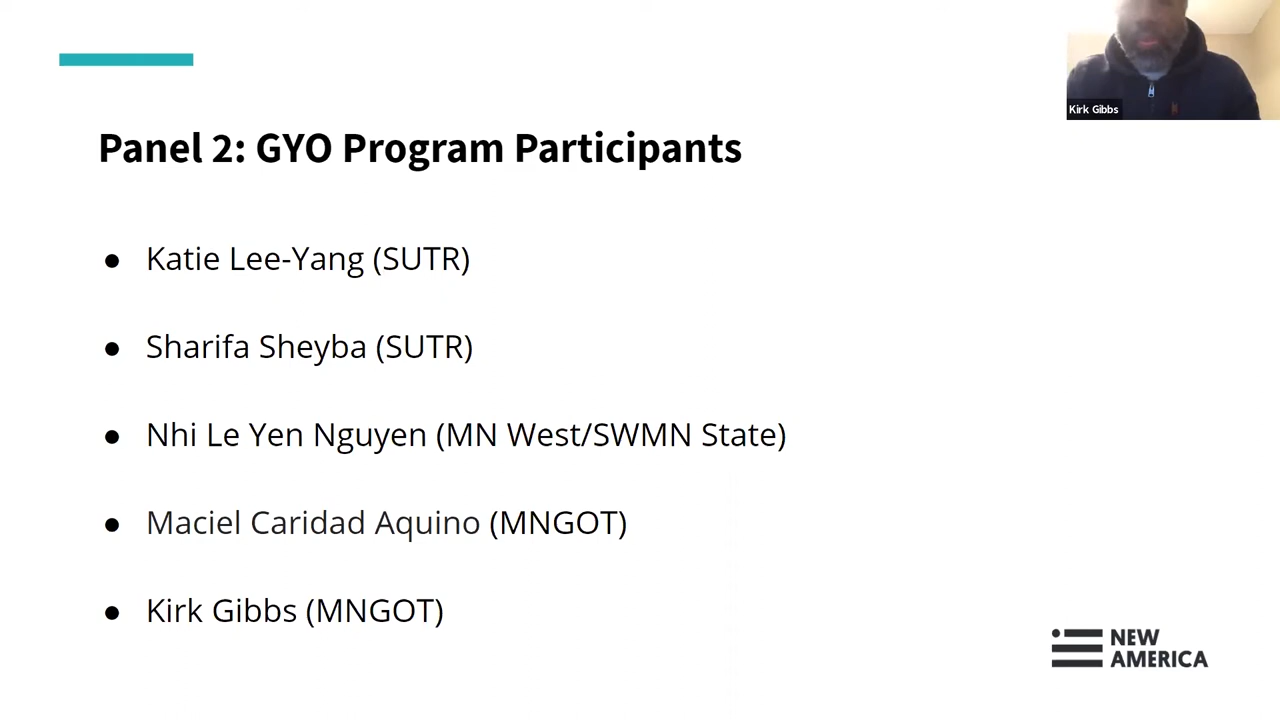 Kirk Gibbs
Panel 2: GYO Program Participants
● Katie Lee-Yang (SUTR)
● Sharifa Sheyba (SUTR)
● Nhi Le Yen Nguyen (MN West/SWMN State)
● Maciel Caridad Aquino (MNGOT)
● Kirk Gibbs (MNGOT)
NEW
AMERICA